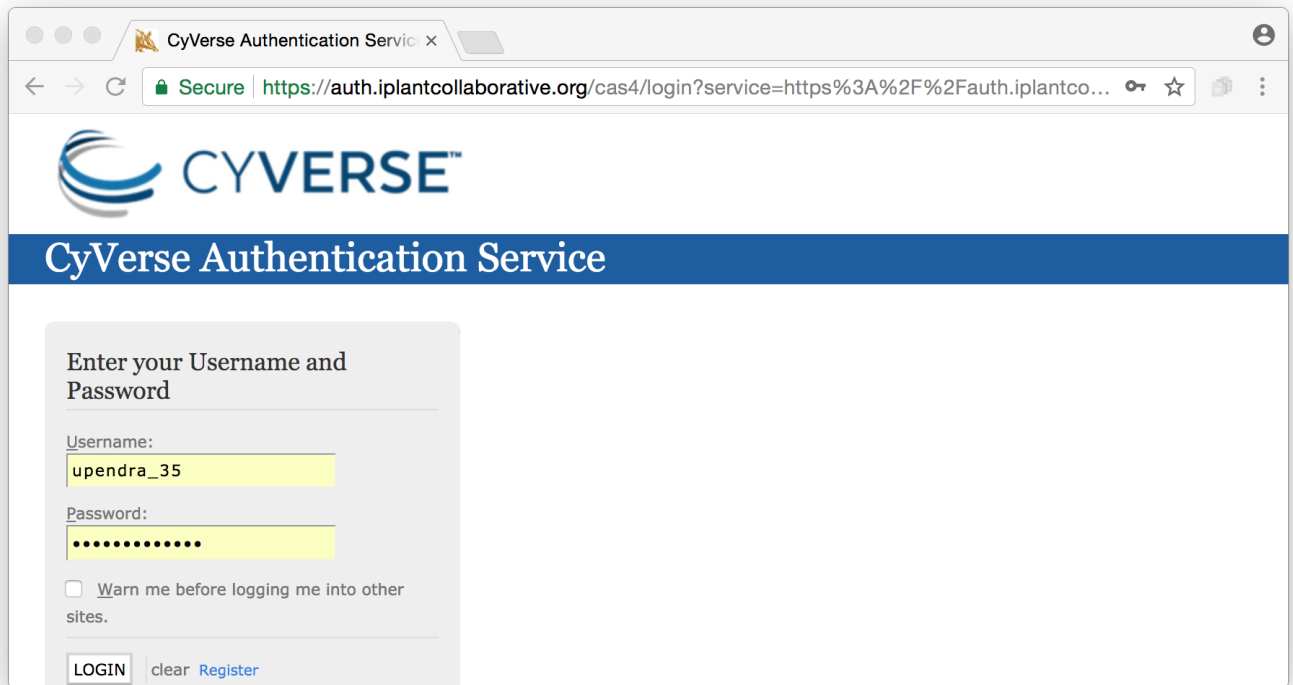 CyVerse Authentication Servic
Secure https://auth.iplantcollaborative.org/cas4/login?service=https%3A%2F%2Fauth.iplantco...
CYVERSE™
CyVerse Authentication Service
Enter your Username and
Password
Username:
upendra_35
Password:
•••••••••••••
Warn me before logging me into other
sites.
LOGIN clear Register